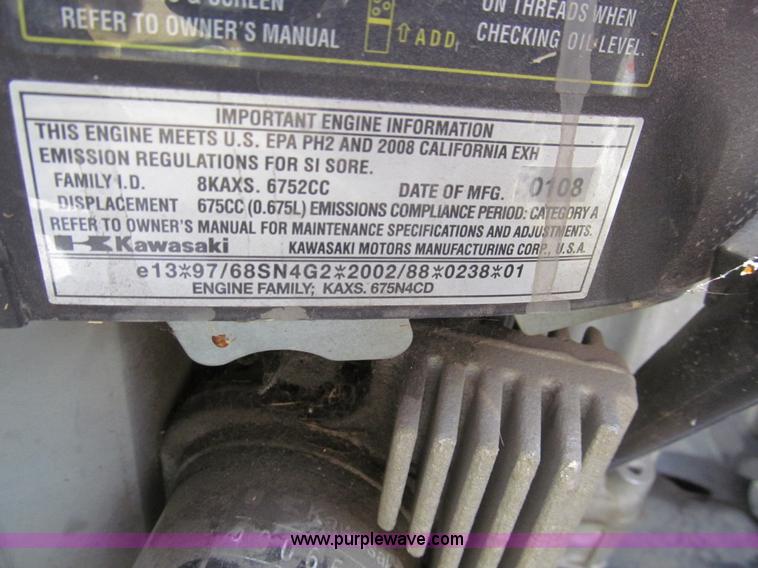 & SCREEN
REFER TO OWNER'S MANUAL
ADD
ON THREADS WHEN
CHECKING OIL LEVEL.
IMPORTANT ENGINE INFORMATION
THIS ENGINE MEETS U.S. EPA PH2 AND 2008 CALIFORNIA EXH
EMISSION REGULATIONS FOR SI SORE.
FAMILY I.D. 8KAXS. 6752CC DATE OF MFG. 0108
DISPLACEMENT 675CC (0.675L) EMISSIONS COMPLIANCE PERIOD: CATEGORY A
REFER TO OWNER'S MANUAL FOR MAINTENANCE SPECIFICATIONS AND ADJUSTMENTS.
Kawasaki KAWASAKI MOTORS MANUFACTURING CORP., U.S.A.
e13*97/68SN4G2*2002/88*0238*01
ENGINE FAMILY; KAXS. 675N4CD
www.purplewave.com